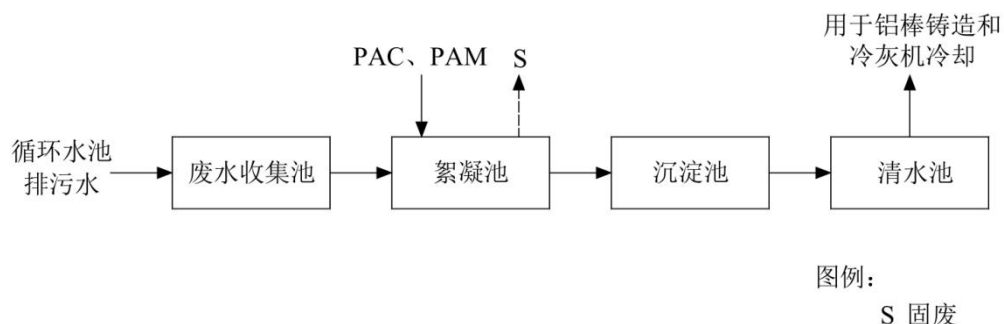 用于铝棒铸造和
冷灰机冷却
PAC、PAM
S
循环水池
排污水
废水收集池
絮凝池
沉淀池
清水池
图例：
S 固废